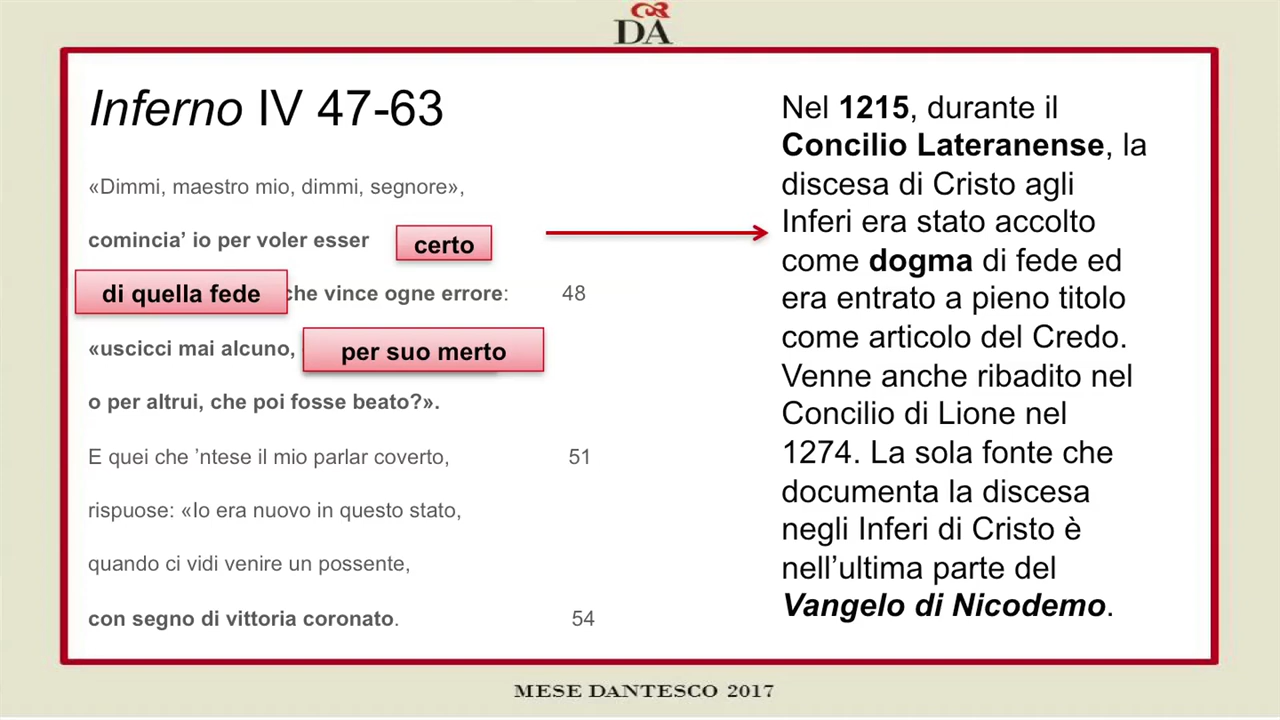 DA
Inferno IV 47-63
«Dimmi, maestro mio, dimmi, segnore»,
comincia’ io per voler esser certo
di quella fede che vince ogne errore: 48
«uscicci mai alcuno, per suo merto
o per altrui, che poi fosse beato?».
E quei che ’ntese il mio parlar coverto, 51
rispuose: «Io era nuovo in questo stato,
quando ci vidi venire un possente,
con segno di vittoria coronato. 54
Nel 1215, durante il
Concilio Lateranense, la
discesa di Cristo agli
Inferi era stato accolto
come dogma di fede ed
era entrato a pieno titolo
come articolo del Credo.
Venne anche ribadito nel
Concilio di Lione nel
1274. La sola fonte che
documenta la discesa
negli Inferi di Cristo è
nell’ultima parte del
Vangelo di Nicodemo.
MESE DANTESCO 2017